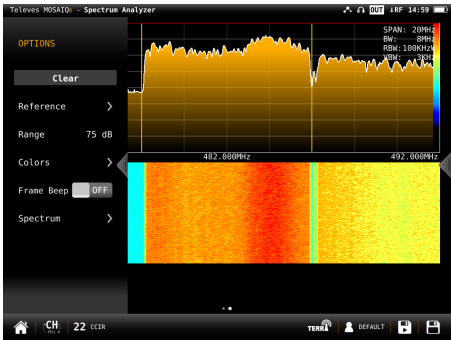 Televes MOSAIQ6 - Spectrum Analyzer
OUT iRF 14:59
OPTIONS
Clear
Reference
Range 75 dB
Colors
Frame Beep OFF
Spectrum
SPAN: 20MHz
BW: 8MHz
RBW:100KHz
VBW: 3KHz
482.000MHz 492.000MHz
CH 22 CCIR
TERR DEFAULT